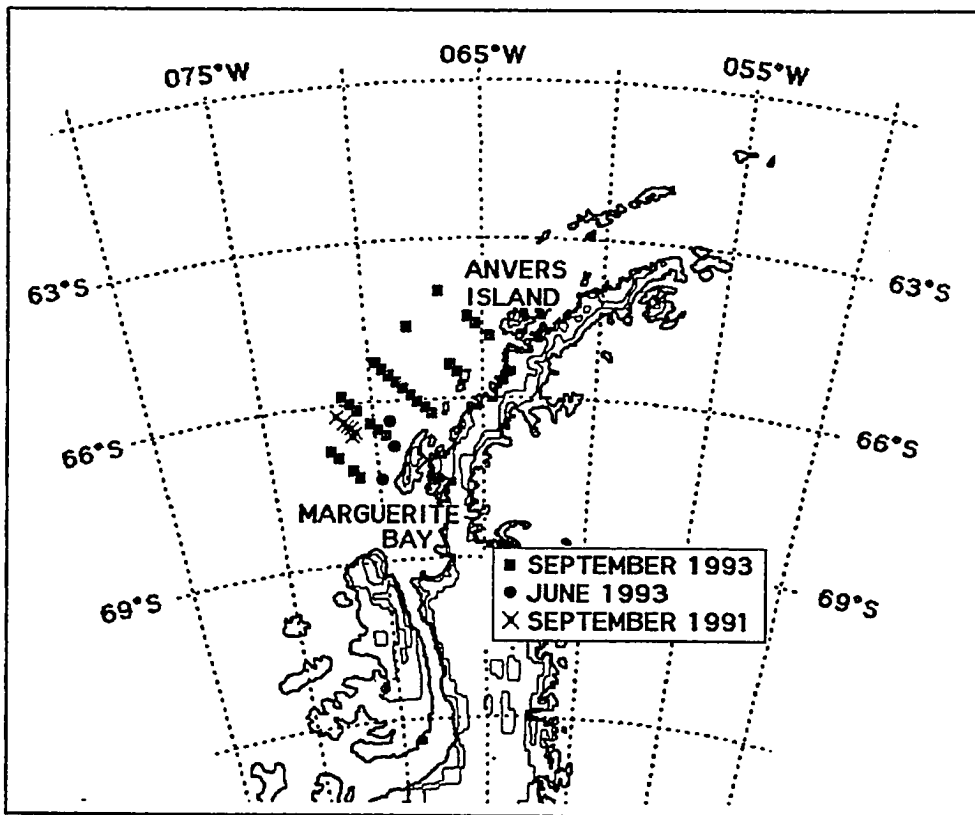 075°W
065°W
055°W
63°S
63°S
ANVERS
ISLAND
66°S
66°S
MARGUERITE
BAY
69°S
69°S
SEPTEMBER 1993
JUNE 1993
SEPTEMBER 1991